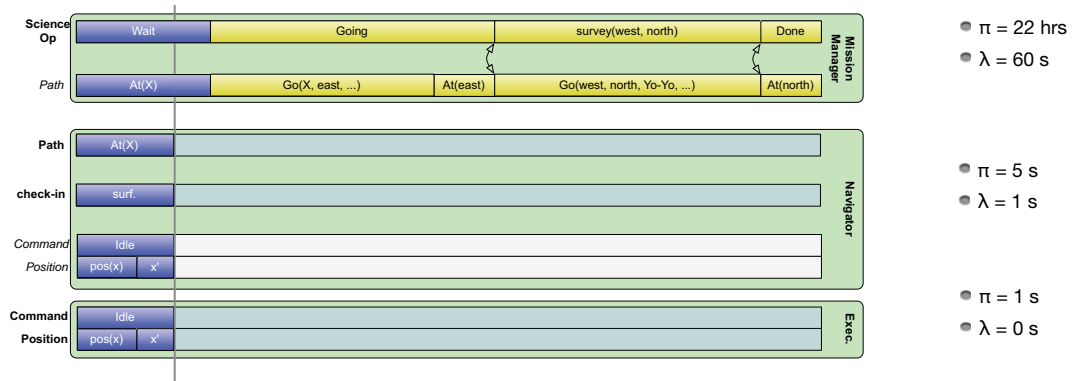 Science Op
Wait
Going
survey(west, north)
Done
Path
At(X)
Go(X, east, ...)
At(east)
Go(west, north, Yo-Yo, ...)
At(north)
Mission Manager
π = 22 hrs
λ = 60 s
Path
At(X)
check-in
surf.
Command
Idle
Position
pos(x)
x'
Navigator
π = 5 s
λ = 1 s
Command
Idle
Position
pos(x)
x'
Exec.
π = 1 s
λ = 0 s